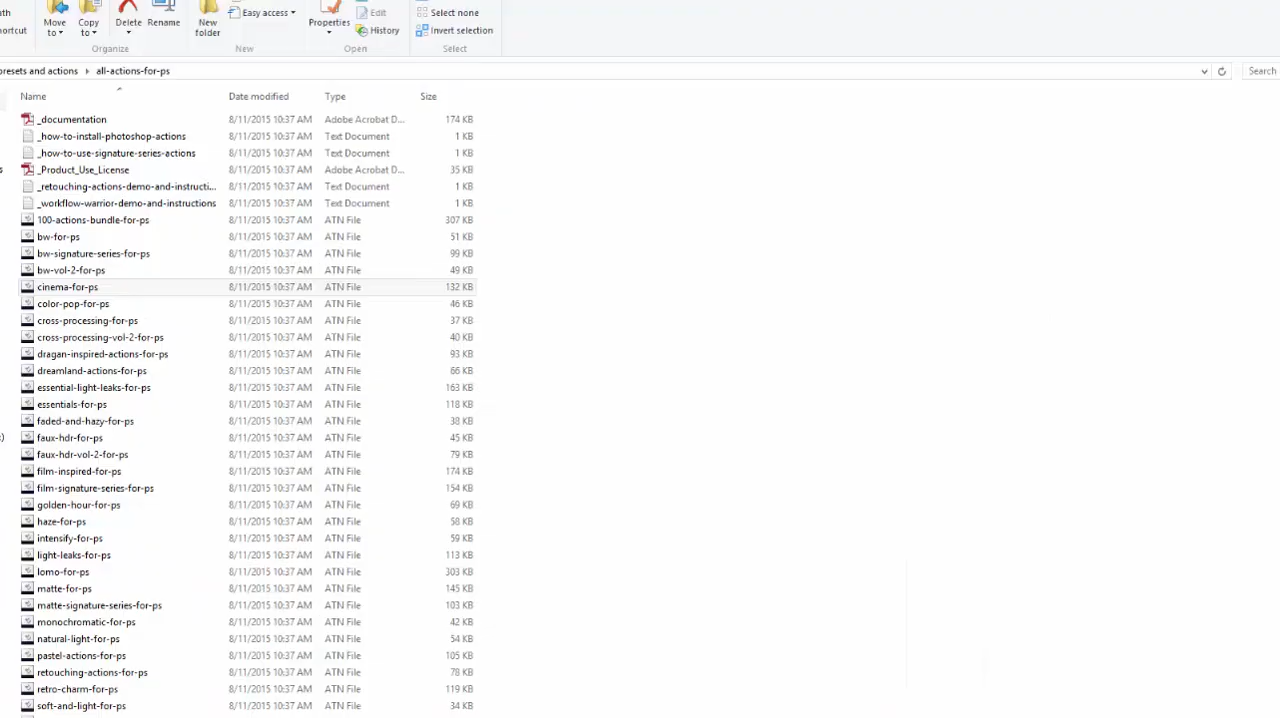 ath
ortcut
Move to
Copy to
Delete
Rename
Organize
New folder
Easy access
New
Properties
Edit
History
Open
Select none
Invert selection
Select
resets and actions > all-actions-for-ps
Search
Name Date modified Type Size
_documentation 8/11/2015 10:37 AM Adobe Acrobat D... 174 KB
_how-to-install-photoshop-actions 8/11/2015 10:37 AM Text Document 1 KB
_how-to-use-signature-series-actions 8/11/2015 10:37 AM Text Document 1 KB
_Product_Use_License 8/11/2015 10:37 AM Adobe Acrobat D... 35 KB
_retouching-actions-demo-and-instructi... 8/11/2015 10:37 AM Text Document 1 KB
_workflow-warrior-demo-and-instructions 8/11/2015 10:37 AM Text Document 1 KB
100-actions-bundle-for-ps 8/11/2015 10:37 AM ATN File 307 KB
bw-for-ps 8/11/2015 10:37 AM ATN File 51 KB
bw-signature-series-for-ps 8/11/2015 10:37 AM ATN File 99 KB
bw-vol-2-for-ps 8/11/2015 10:37 AM ATN File 49 KB
cinema-for-ps 8/11/2015 10:37 AM ATN File 132 KB
color-pop-for-ps 8/11/2015 10:37 AM ATN File 46 KB
cross-processing-for-ps 8/11/2015 10:37 AM ATN File 37 KB
cross-processing-vol-2-for-ps 8/11/2015 10:37 AM ATN File 40 KB
dragan-inspired-actions-for-ps 8/11/2015 10:37 AM ATN File 93 KB
dreamland-actions-for-ps 8/11/2015 10:37 AM ATN File 66 KB
essential-light-leaks-for-ps 8/11/2015 10:37 AM ATN File 163 KB
essentials-for-ps 8/11/2015 10:37 AM ATN File 118 KB
faded-and-hazy-for-ps 8/11/2015 10:37 AM ATN File 38 KB
faux-hdr-for-ps 8/11/2015 10:37 AM ATN File 45 KB
faux-hdr-vol-2-for-ps 8/11/2015 10:37 AM ATN File 79 KB
film-inspired-for-ps 8/11/2015 10:37 AM ATN File 174 KB
film-signature-series-for-ps 8/11/2015 10:37 AM ATN File 154 KB
golden-hour-for-ps 8/11/2015 10:37 AM ATN File 69 KB
haze-for-ps 8/11/2015 10:37 AM ATN File 58 KB
intensify-for-ps 8/11/2015 10:37 AM ATN File 59 KB
light-leaks-for-ps 8/11/2015 10:37 AM ATN File 113 KB
lomo-for-ps 8/11/2015 10:37 AM ATN File 303 KB
matte-for-ps 8/11/2015 10:37 AM ATN File 145 KB
matte-signature-series-for-ps 8/11/2015 10:37 AM ATN File 103 KB
monochromatic-for-ps 8/11/2015 10:37 AM ATN File 42 KB
natural-light-for-ps 8/11/2015 10:37 AM ATN File 54 KB
pastel-actions-for-ps 8/11/2015 10:37 AM ATN File 105 KB
retouching-actions-for-ps 8/11/2015 10:37 AM ATN File 78 KB
retro-charm-for-ps 8/11/2015 10:37 AM ATN File 119 KB
soft-and-light-for-ps 8/11/2015 10:37 AM ATN File 34 KB